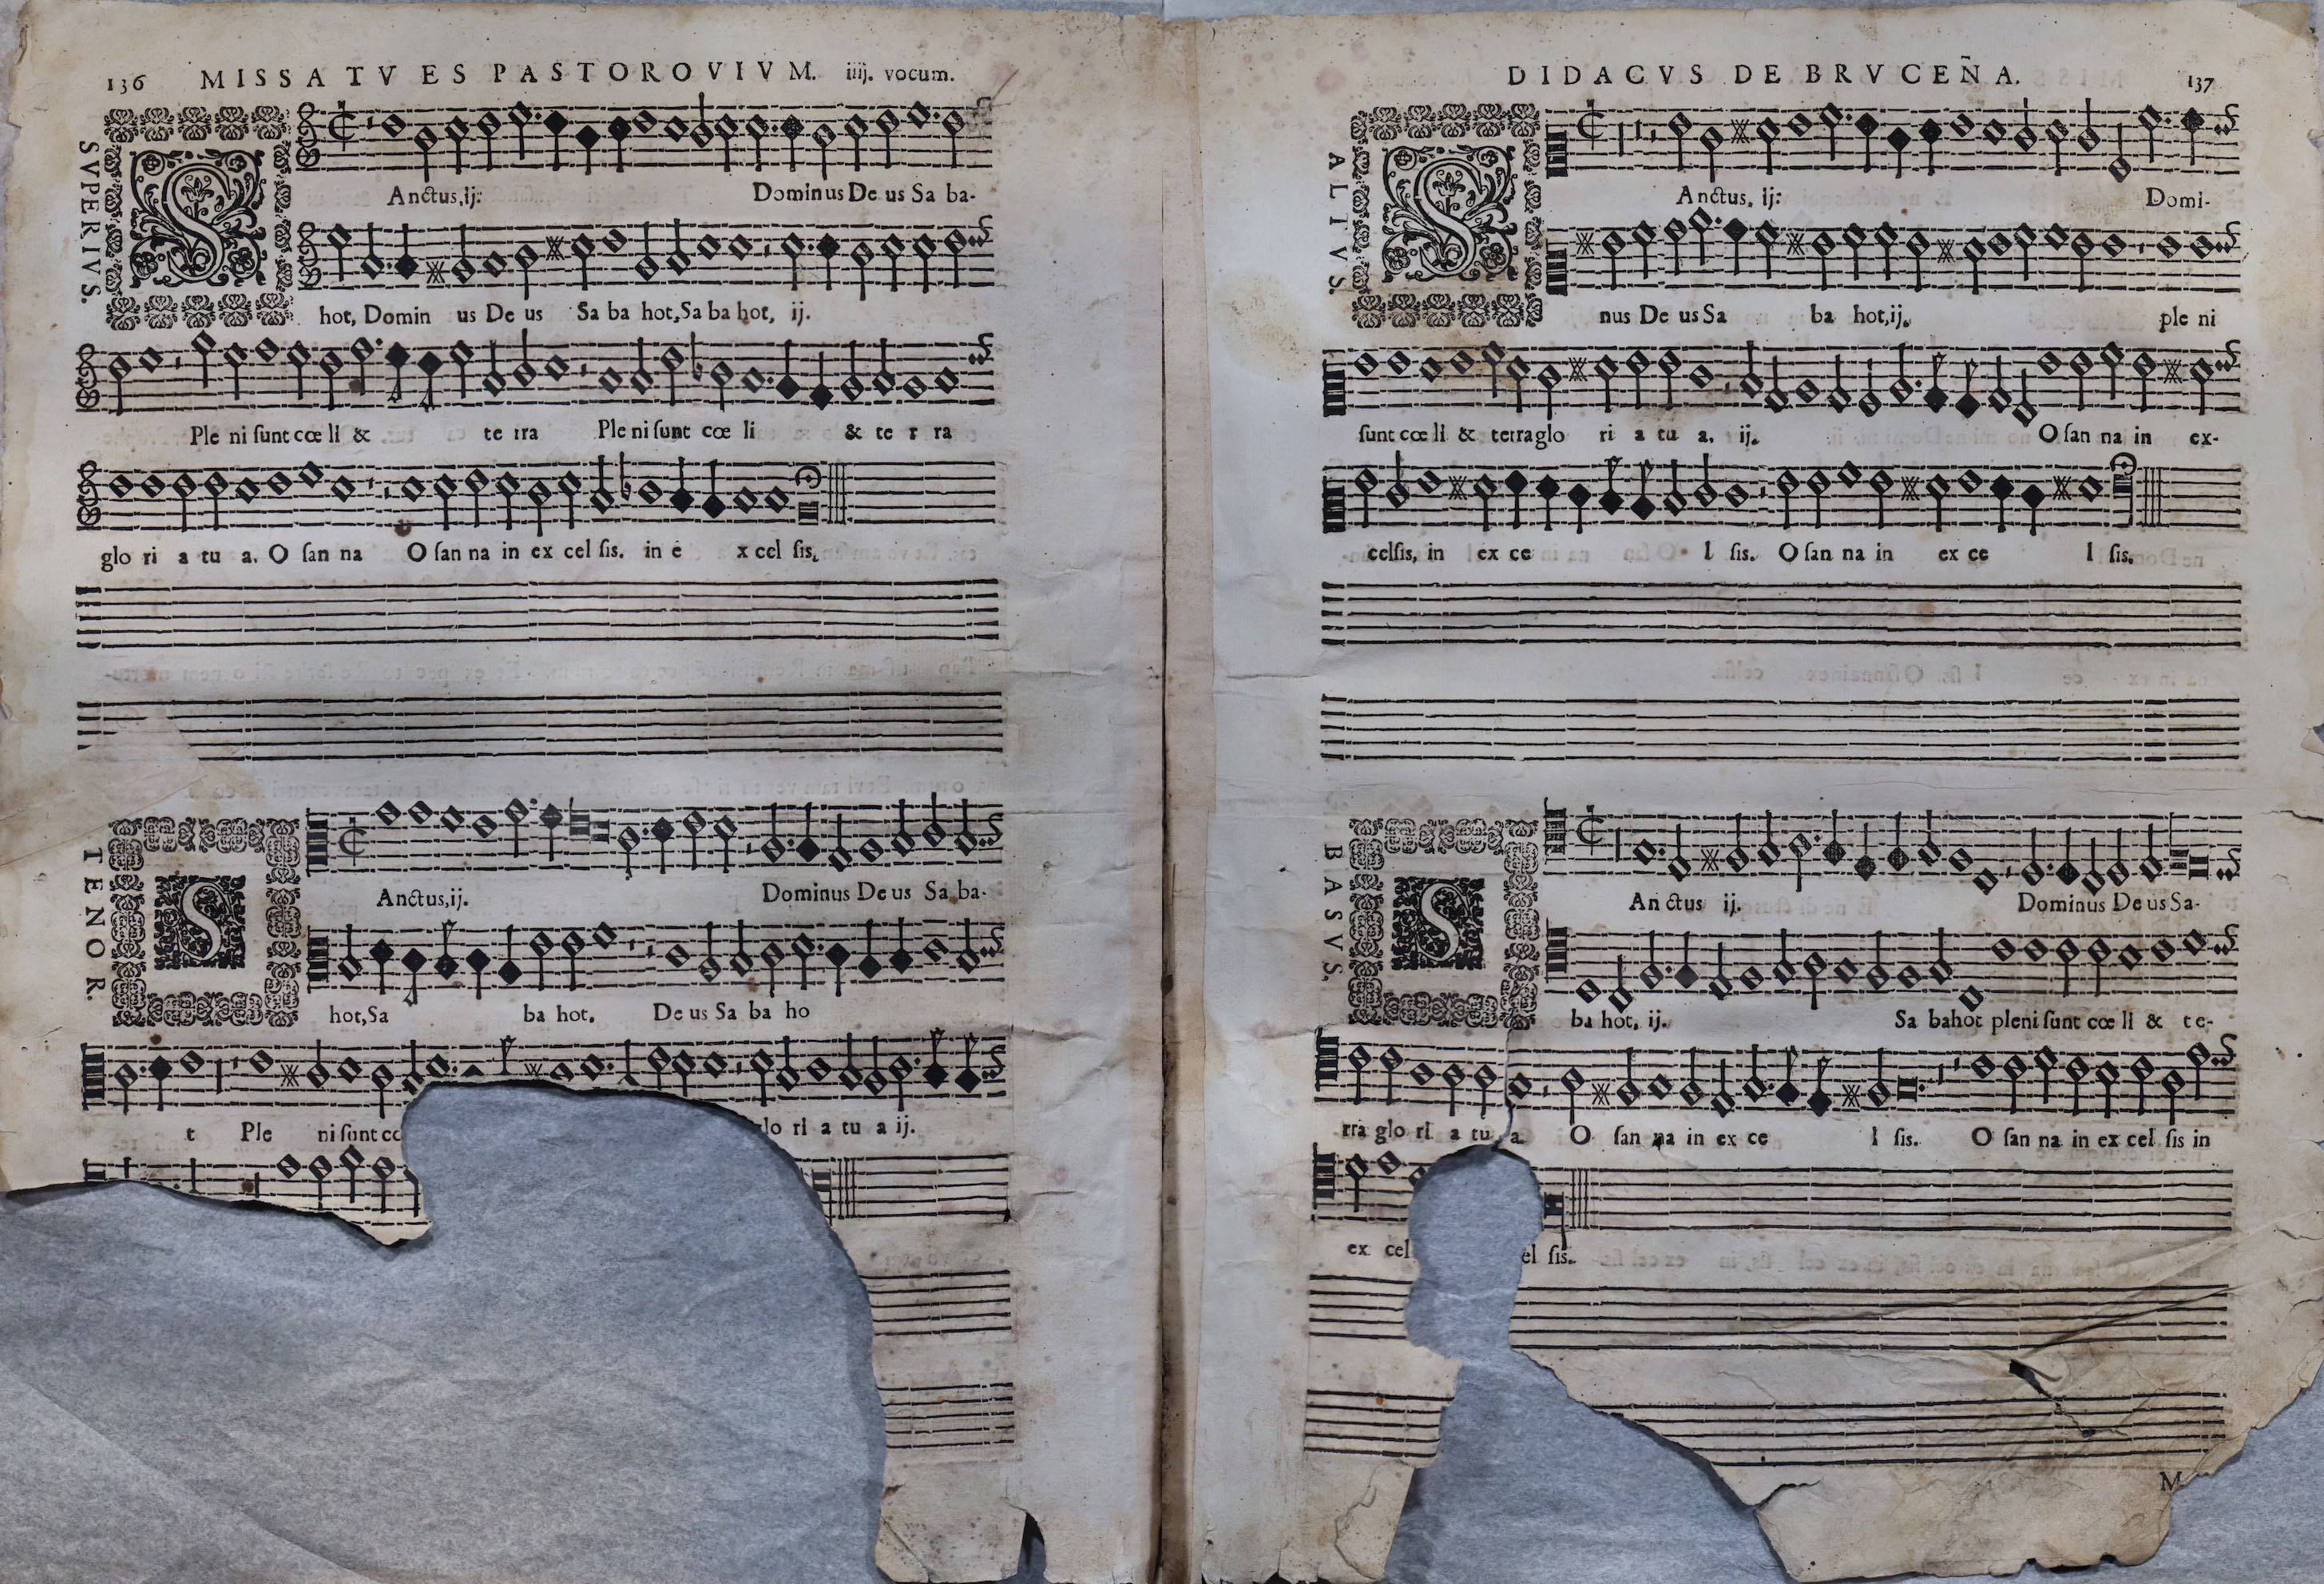 136 MISSA TV ES PASTOR OVIVM. iiij. vocum.
SVPERIVS.
S
Anctus, ij: Dominus De us Sa ba-
hot, Domin us De us Sa ba hot, Sa ba hot, ij.
Ple ni ſunt cœ li & te rra Ple ni ſunt cœ li & te r ra
glo ri a tu a. O ſan na O ſan na in ex cel ſis. in e x cel ſis.
TENOR.
S
Anctus, ij. Dominus De us Sa ba-
hot, Sa ba hot. De us Sa ba ho
t Ple ni ſunt lo ri a tu a ij.
DIDACVS DE BRVCEÑA. 137
ALTVS.
S
Anctus, ij: Domi-
nus De us Sa ba hot, ij. ple ni
ſunt cœ li & terra glo ri a tu a. ij. O ſan na in ex-
celſis, in ex ce l ſis. O ſan na in ex ce l ſis.
BASVS.
S
An ctus ij. Dominus De us Sa-
ba hot, ij. Sa bahot pleni ſunt cœ li & te-
rra glo ri a tu a O ſan na in ex ce l ſis. O ſan na in ex cel ſis in
ex cel el ſis.
M